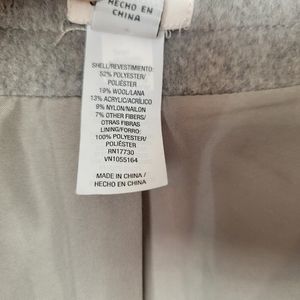 HECHO EN
CHINA
SHELL/REVESTIMIENTO:
52% POLYESTER/
POLIÉSTER
19% WOOL/LANA
13% ACRYLIC/ACRÍLICO
9% NYLON/NAILON
7% OTHER FIBERS/
OTRAS FIBRAS
LINING/FORRO:
100% POLYESTER/
POLIÉSTER
RN17730
VN1055164
MADE IN CHINA /
HECHO EN CHINA